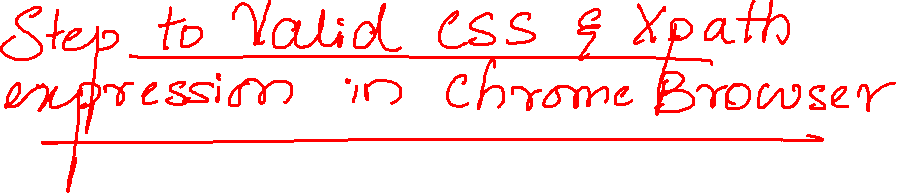 Step to Valid CSS & Xpath
expression in Chrome Browser